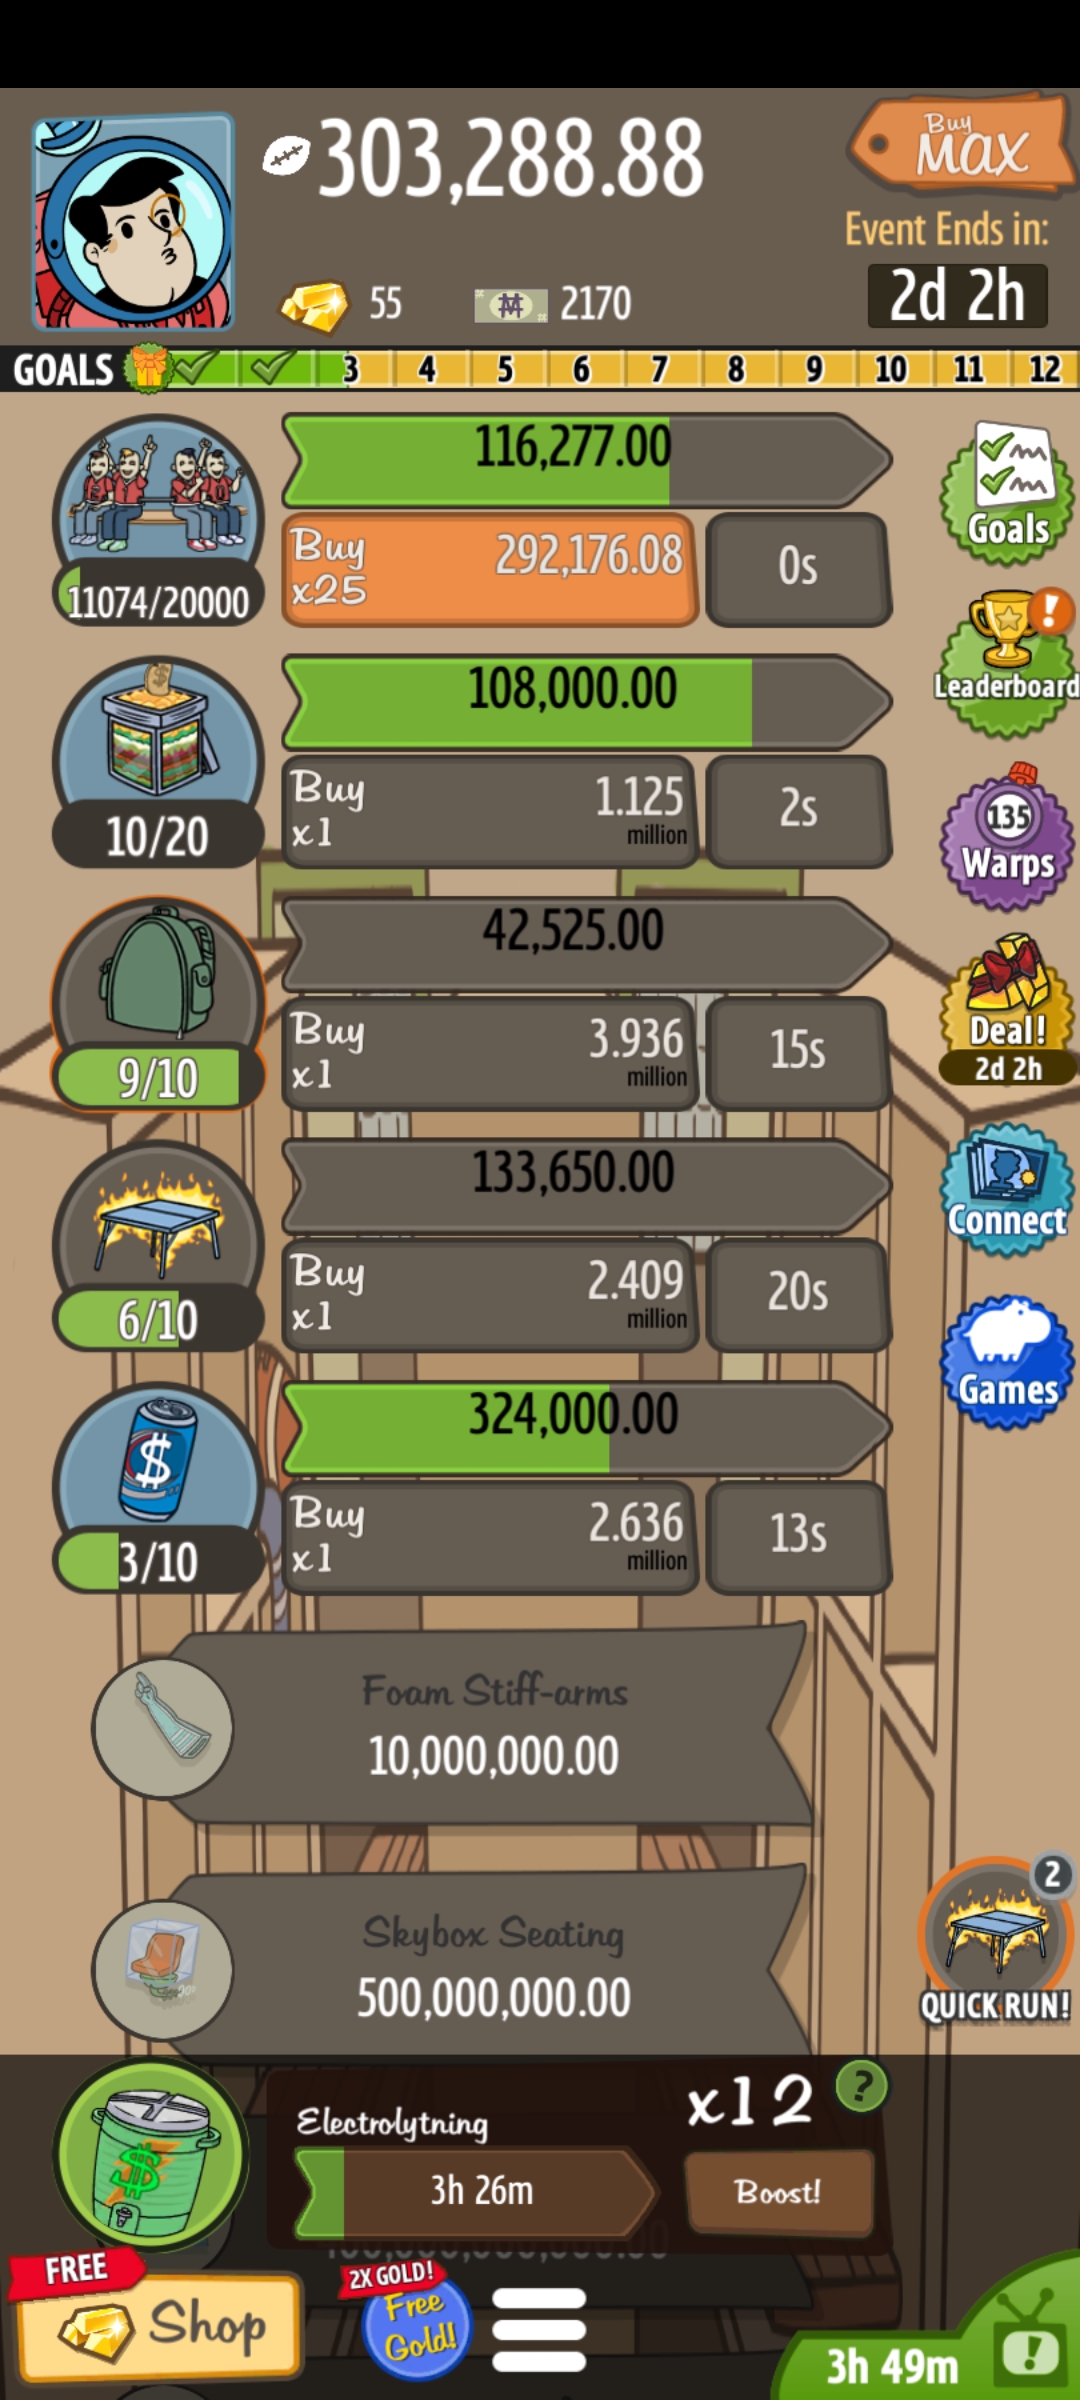 303,288.88
Buy
MAX
Event Ends in:
2d 2h
55
2170
GOALS 3 4 5 6 7 8 9 10 11 12
116,277.00
Buy
x25
292,176.08
0s
11074/20000
Goals
Leaderboard
108,000.00
Buy
x1
1.125
million
2s
10/20
135
Warps
42,525.00
Buy
x1
3.936
million
15s
9/10
Deal!
2d 2h
133,650.00
Buy
x1
2.409
million
20s
6/10
Connect
Games
324,000.00
Buy
x1
2.636
million
13s
3/10
Foam Stiff-arms
10,000,000.00
Skybox Seating
500,000,000.00
2
QUICK RUN!
Electrolytning
x12
?
3h 26m
Boost!
FREE
Shop
2X GOLD!
Free
Gold!
3h 49m